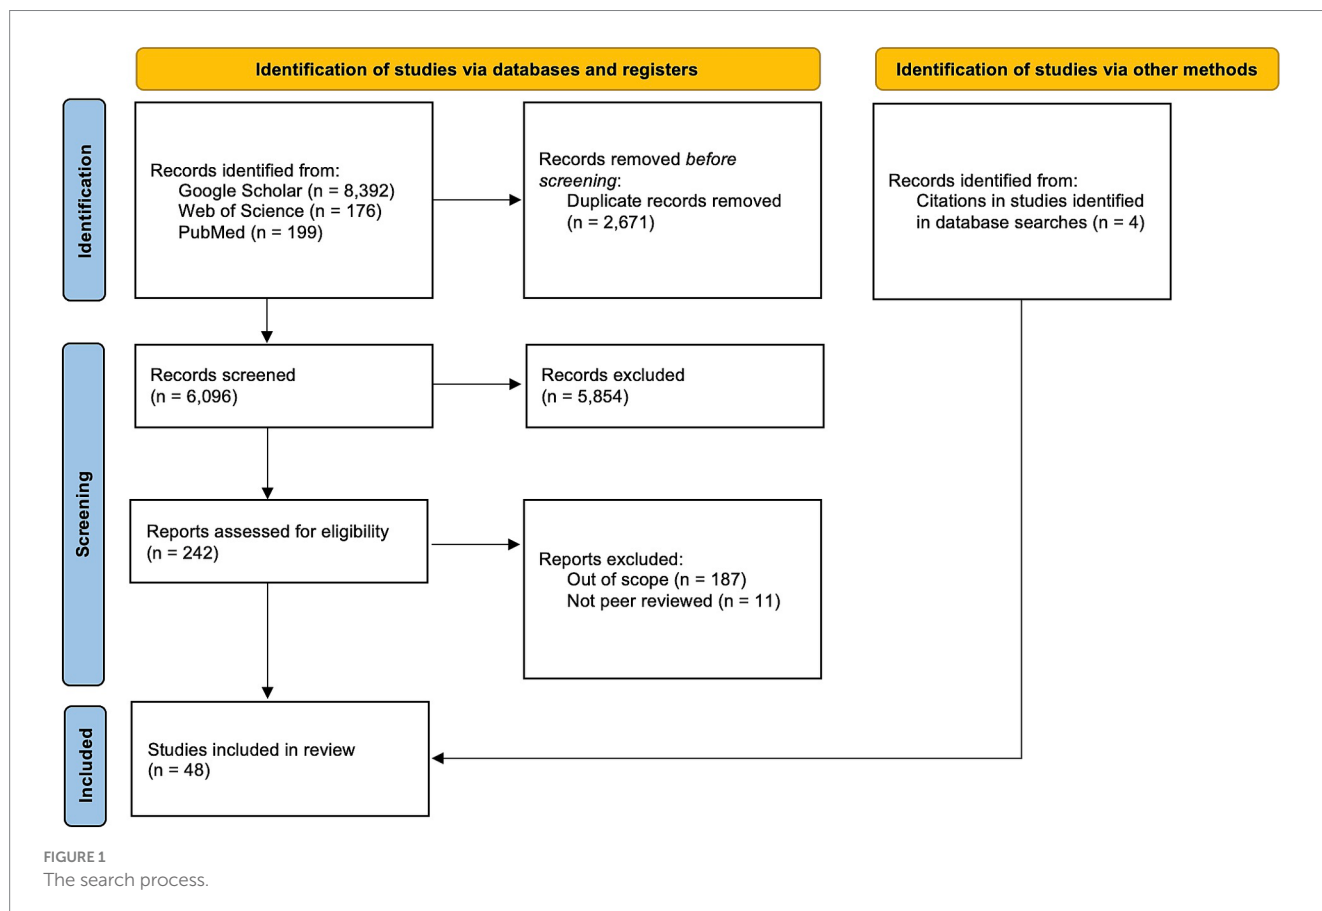 Identification of studies via databases and registers
Identification of studies via other methods
Identification
Records identified from:
Google Scholar (n = 8,392)
Web of Science (n = 176)
PubMed (n = 199)
Records removed before
screening:
Duplicate records removed
(n = 2,671)
Records identified from:
Citations in studies identified
in database searches (n = 4)
Screening
Records screened
(n = 6,096)
Records excluded
(n = 5,854)
Reports assessed for eligibility
(n = 242)
Reports excluded:
Out of scope (n = 187)
Not peer reviewed (n = 11)
Included
Studies included in review
(n = 48)
FIGURE 1
The search process.